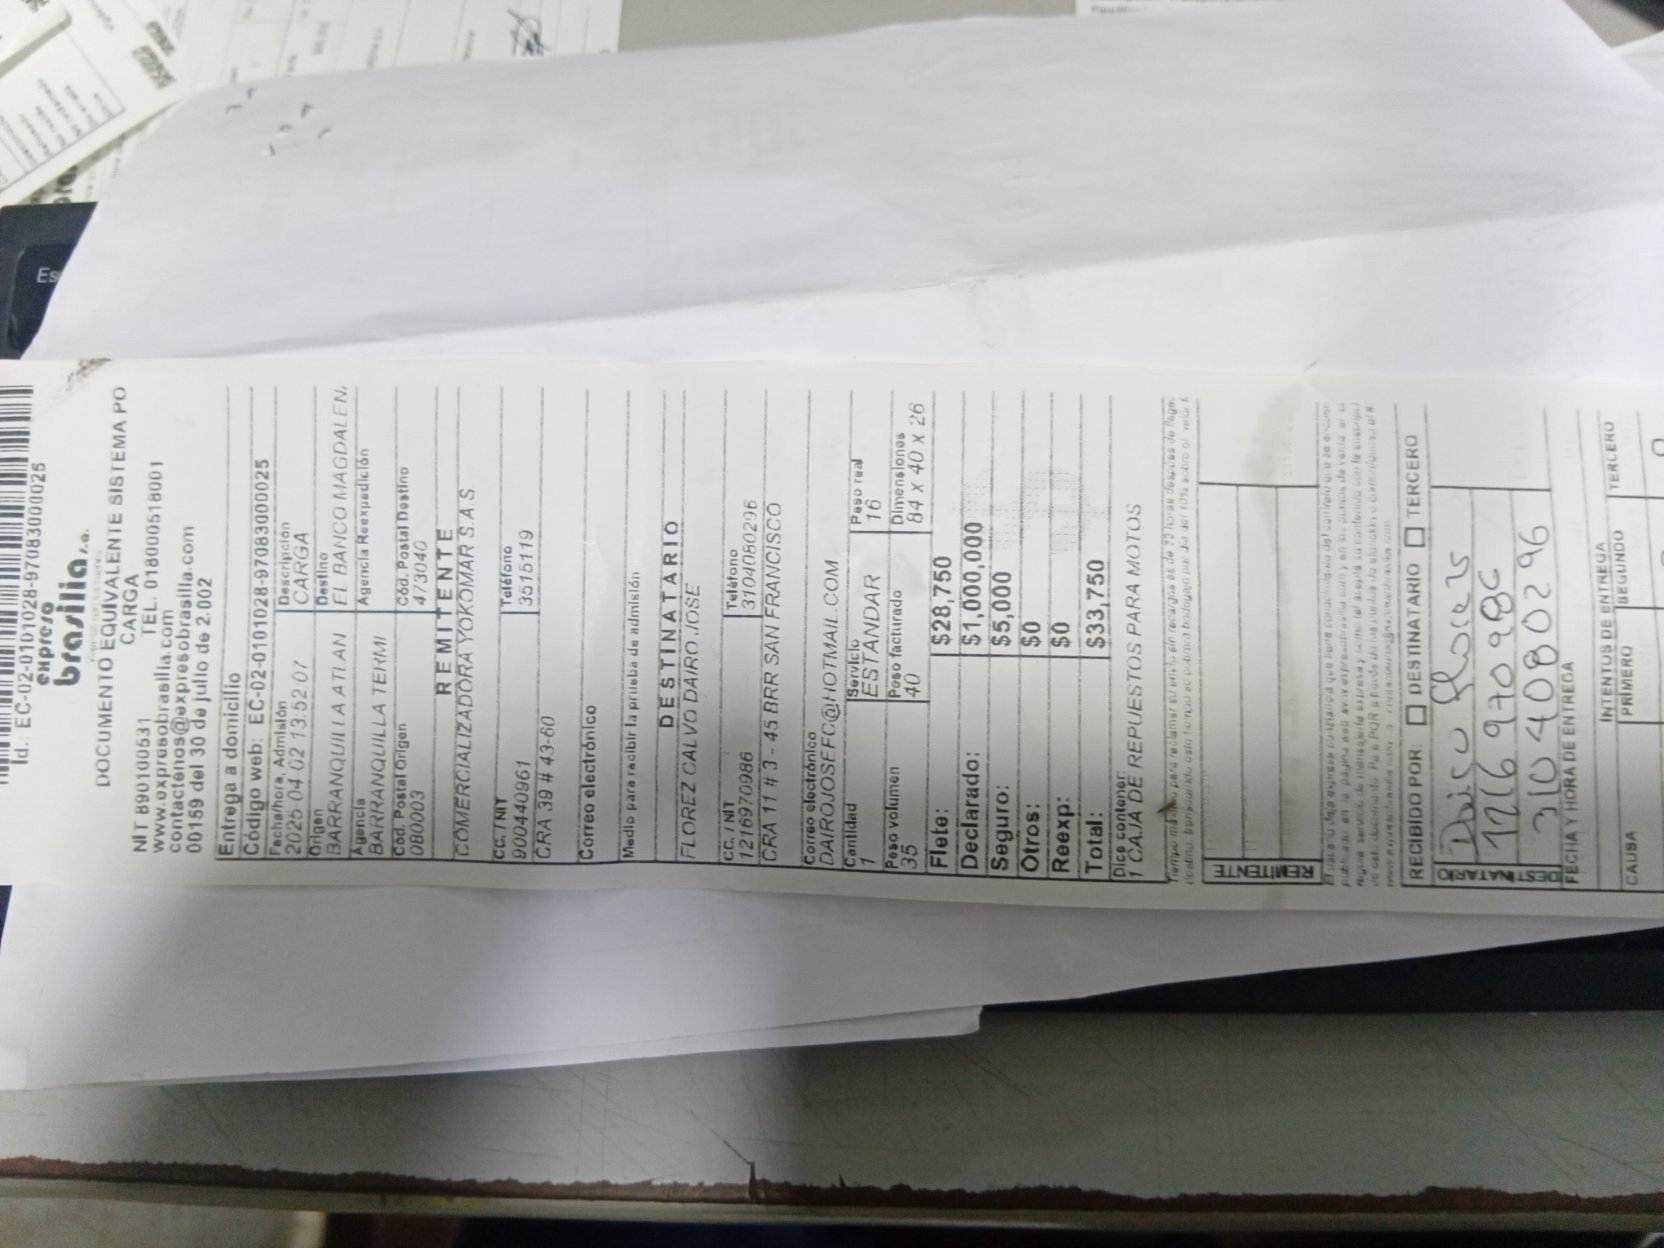 Id.: EC-02-0101028-97083000025
expreso
brasilia s.a.
DOCUMENTO EQUIVALENTE SISTEMA PO
CARGA
NIT 890100531 TEL. 018000518001
www.expresobrasilia.com
contactenos@expresobrasilia.com
00159 del 30 de julio de 2.002
Entrega a domicilio
Código web: EC-02-0101028-97083000025
Fecha/hora Admisión Descripción
2025 04 02 13:52:07 CARGA
Origen Destino
BARRANQUILLA ATLAN EL BANCO MAGDALEN
Agencia Agencia Reexpedición
BARRANQUILLA TERMI
Cód. Postal Origen Cód. Postal Destino
080003 473040
REMITENTE
COMERCIALIZADORA YOKOMAR S.A.S.
CC. / NIT Teléfono
900440961 3515119
CRA 39 # 43-60
Correo electrónico
Medio para recibir la prueba de admisión
DESTINATARIO
FLOREZ CALVO DAIRO JOSE
CC. / NIT Teléfono
1216970986 3104080296
CRA 11 # 3 - 45 BRR SAN FRANCISCO
Correo electrónico
DAIROJOSEFC@HOTMAIL.COM
Cantidad Servicio Peso real
1 ESTANDAR 16
Peso volumen Peso facturado Dimensiones
35 40 84 x 40 x 26
Flete: $28,750
Declarado: $1,000,000
Seguro: $5,000
Otros: $0
Reexp: $0
Total: $33,750
Dice contener:
1 CAJA DE REPUESTOS PARA MOTOS
REMITENTE
RECIBIDO POR: DESTINATARIO TERCERO
DESTINATARIO
Dairo
1216970986
3104080296
FECHA Y HORA DE ENTREGA
INTENTOS DE ENTREGA
CAUSA PRIMERO SEGUNDO TERCERO